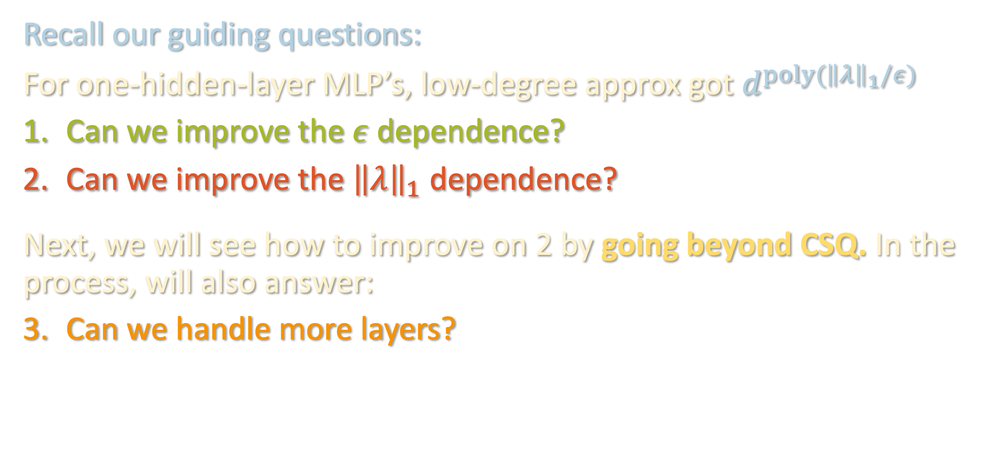 Recall our guiding questions:
For one-hidden-layer MLP’s, low-degree approx got $d^{\mathbf{poly}(\|\lambda\|_1/\epsilon)}$
1. Can we improve the $\epsilon$ dependence?
2. Can we improve the $\|\lambda\|_1$ dependence?
Next, we will see how to improve on 2 by going beyond CSQ. In the
process, will also answer:
3. Can we handle more layers?